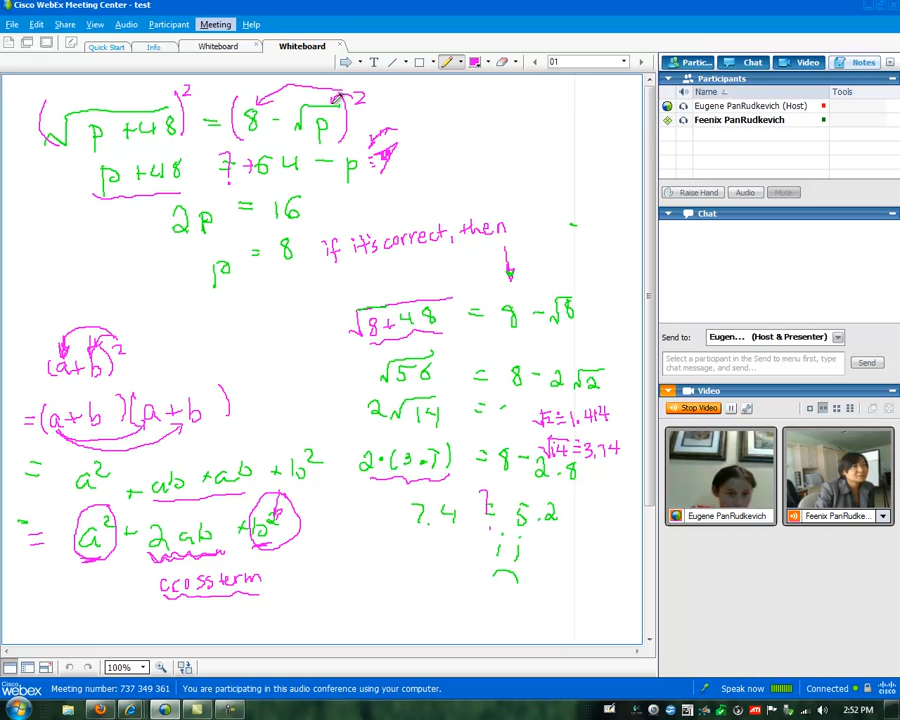 Cisco WebEx Meeting Center - test
File Edit Share View Audio Participant Meeting Help
Quick Start Info Whiteboard Whiteboard
01
(√p+48)² = (8 - √p)²
p+48 ? 64 - p
2p = 16
p = 8 if it's correct, then
√8+48 = 8 - √8
√56 = 8 - 2√2
2√14 =
√2 = 1.414
√14 = 3.74
2·(3.7) = 8 - 2.8
7.4 ? = 5.2
(a+b)²
= (a+b)(a+b)
= a² + ab + ab + b²
= a² + 2ab + b²
crossterm
Partic... Chat Video Notes
Participants
Name Tools
Eugene PanRudkevich (Host)
Feenix PanRudkevich
Raise Hand Audio Mute
Chat
Send to: Eugen... (Host & Presenter)
Select a participant in the Send to menu first, type chat message, and send...
Send
Video
Stop Video
Eugene PanRudkevich (Host)
Feenix PanRudke...
100%
Cisco webex Meeting number: 737 349 361 You are participating in this audio conference using your computer. Speak now Connected
2:52 PM